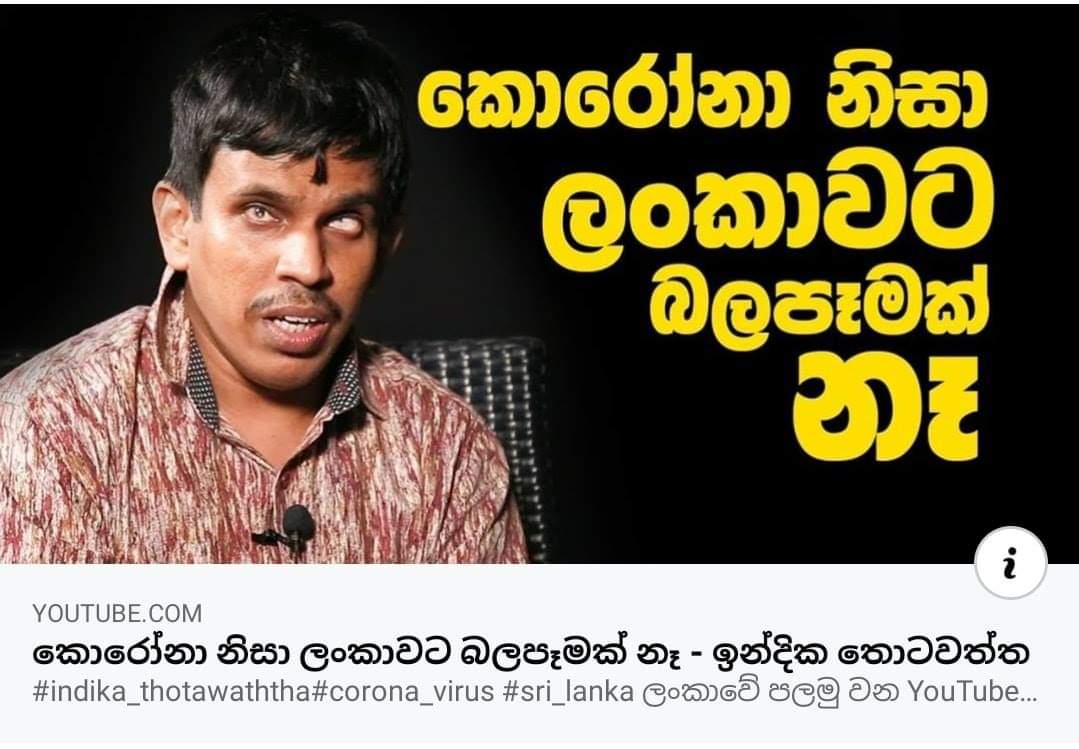 කොරෝනා නිසා
ලංකාවට
බලපෑමක්
නෑ
i
YOUTUBE.COM
කොරෝනා නිසා ලංකාවට බලපෑමක් නෑ - ඉන්දික තොටවත්ත
#indika_thotawaththa#corona_virus #sri_lanka ලංකාවේ පලමු වන YouTube...